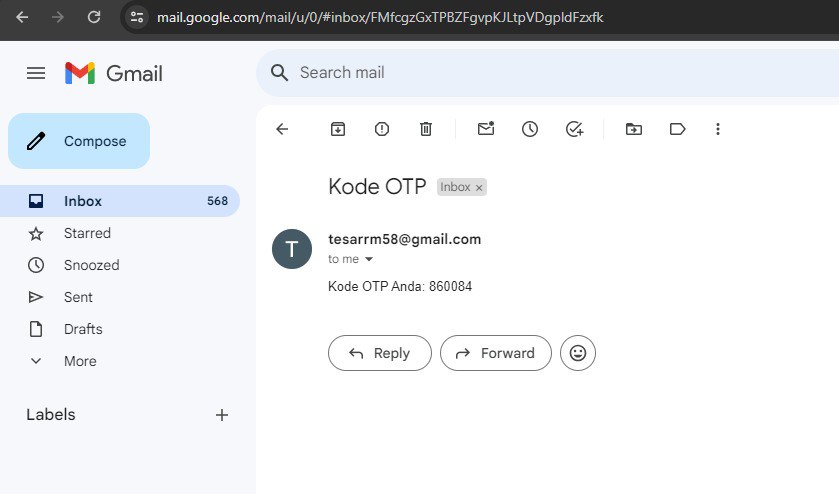 mail.google.com/mail/u/0/#inbox/FMfcgzGxTPBZFgvpKJLtpVDgpldFzxfk
Gmail
Search mail
Compose
Kode OTP Inbox ×
Inbox 568
Starred
tesarrm58@gmail.com
T
to me
Snoozed
Kode OTP Anda: 860084
Sent
Drafts
Reply Forward
More
Labels +